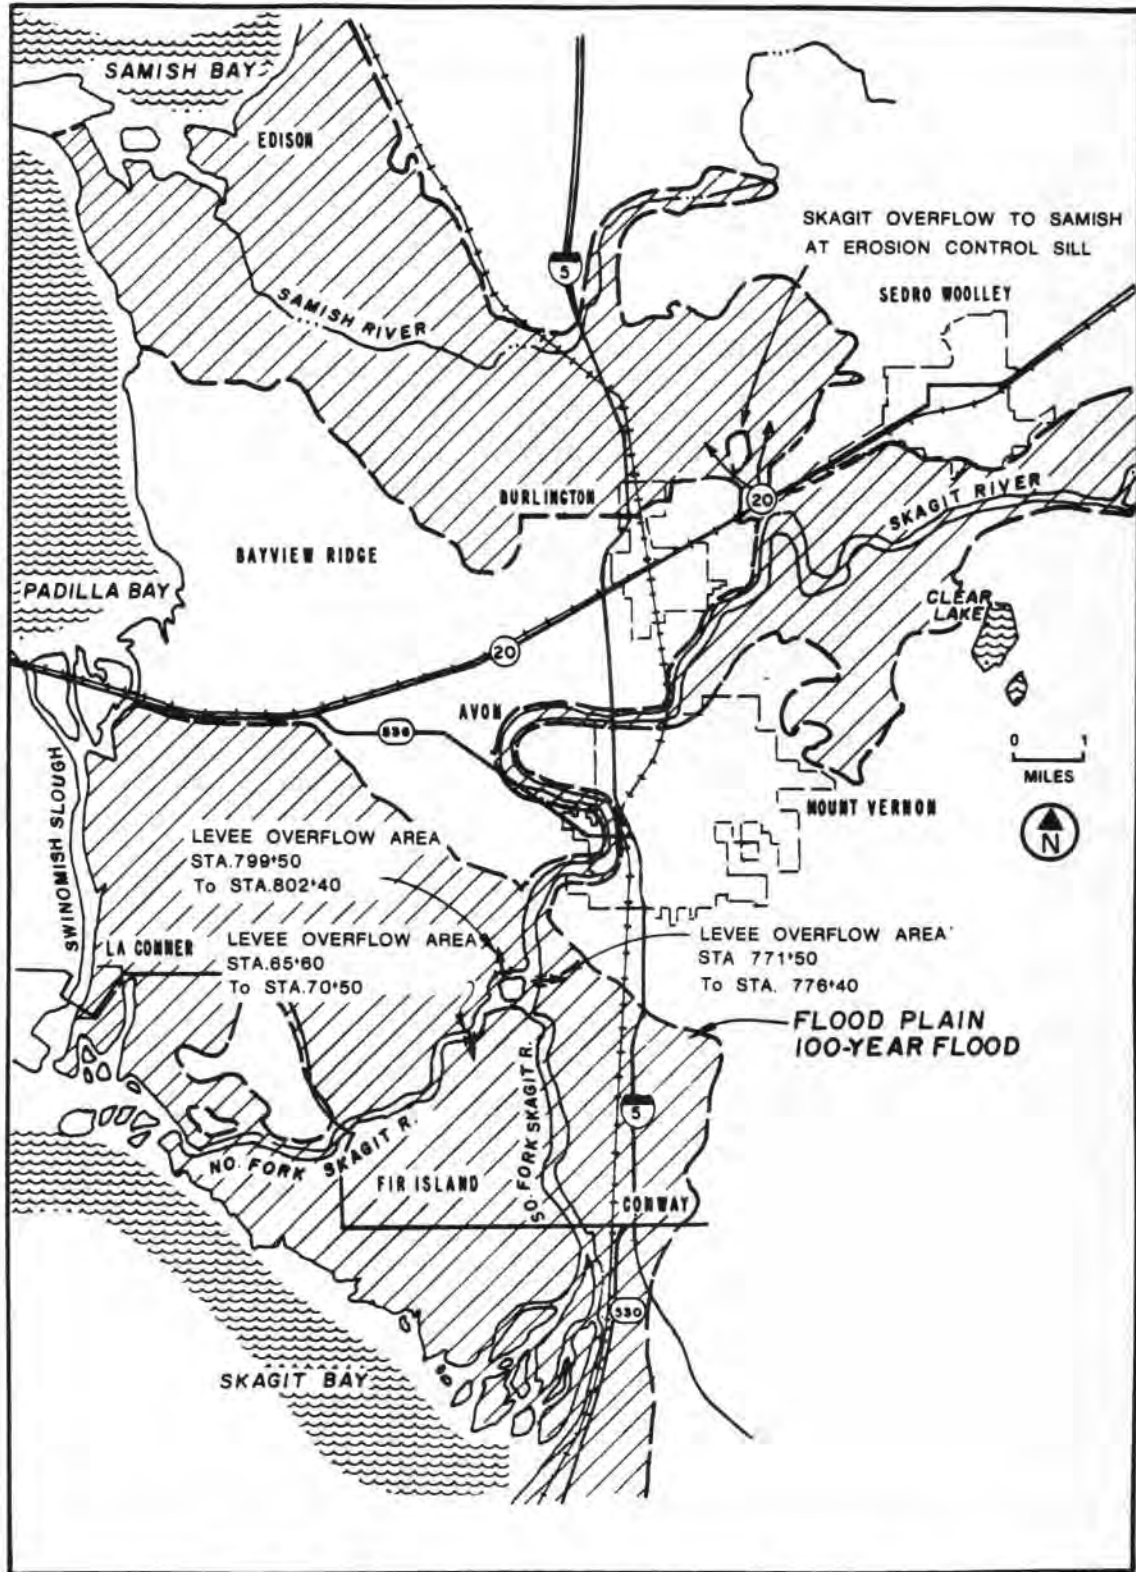 SAMISH BAY
EDISON
SKAGIT OVERFLOW TO SAMISH
AT EROSION CONTROL SILL
5
SEDRO WOOLLEY
SAMISH RIVER
BURLINGTON
20
SKAGIT RIVER
BAYVIEW RIDGE
PADILLA BAY
CLEAR
LAKE
20
AVON
536
0 1
MILES
N
SWINOMISH SLOUGH
MOUNT VERNON
LEVEE OVERFLOW AREA
STA.799+50
To STA.802+40
LA CONNER
LEVEE OVERFLOW AREA
STA.65+60
To STA.70+50
LEVEE OVERFLOW AREA
STA 771+50
To STA. 776+40
FLOOD PLAIN
100-YEAR FLOOD
5
NO. FORK SKAGIT R.
FIR ISLAND
SO. FORK SKAGIT R.
CONWAY
530
SKAGIT BAY